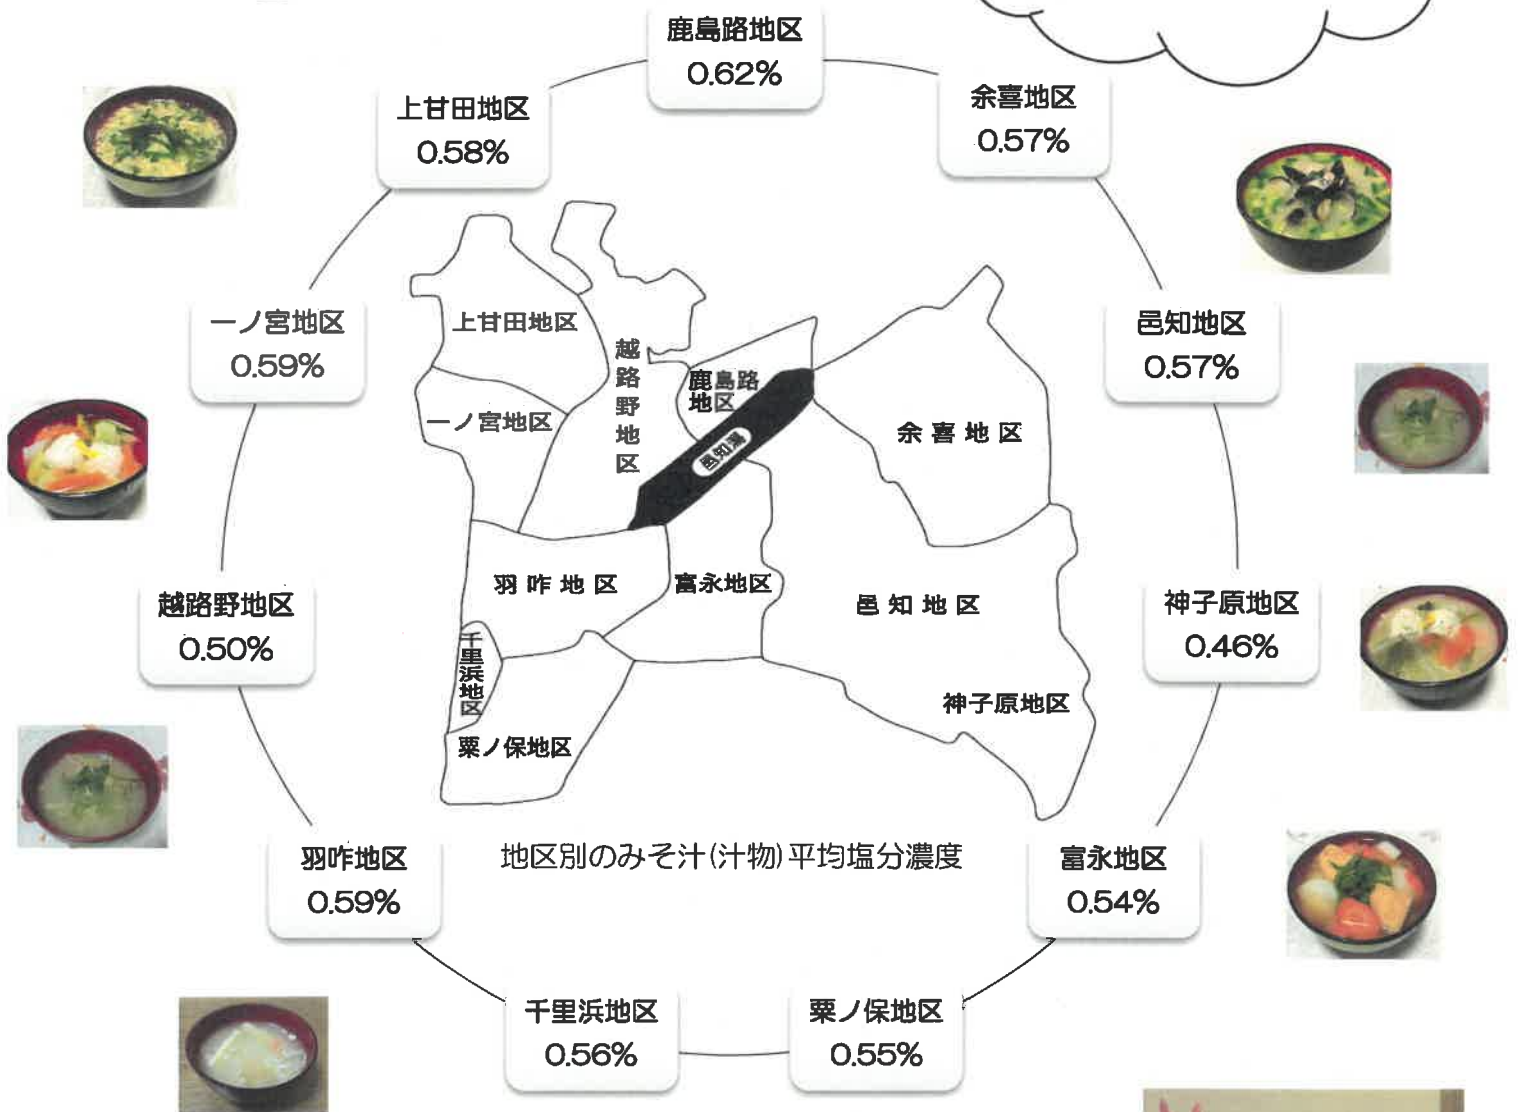 鹿島路地区
0.62%
上甘田地区
0.58%
余喜地区
0.57%
一ノ宮地区
0.59%
邑知地区
0.57%
越路野地区
0.50%
神子原地区
0.46%
羽咋地区
0.59%
富永地区
0.54%
千里浜地区
0.56%
粟ノ保地区
0.55%
上甘田地区
越路野地区
鹿島路
地区
一ノ宮地区
余喜地区
邑知潟
羽咋地区
富永地区
邑知地区
千里浜地区
神子原地区
粟ノ保地区
地区別のみそ汁(汁物)平均塩分濃度